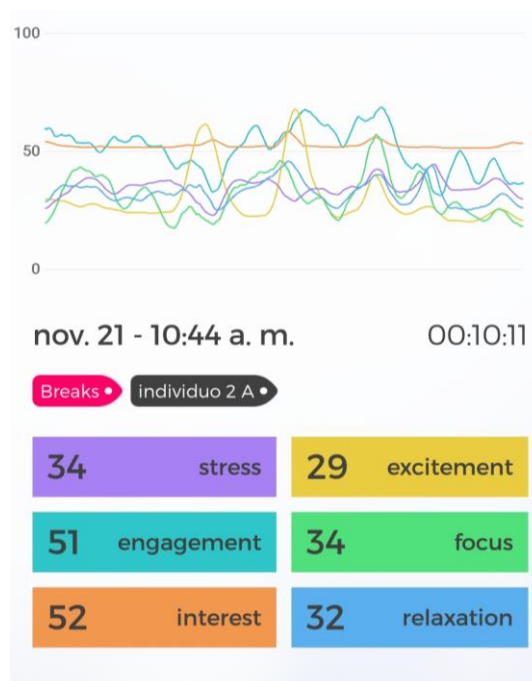 100
50
0
nov. 21 - 10:44 a. m. 00:10:11
Breaks individuo 2 A
34 stress 29 excitement
51 engagement 34 focus
52 interest 32 relaxation